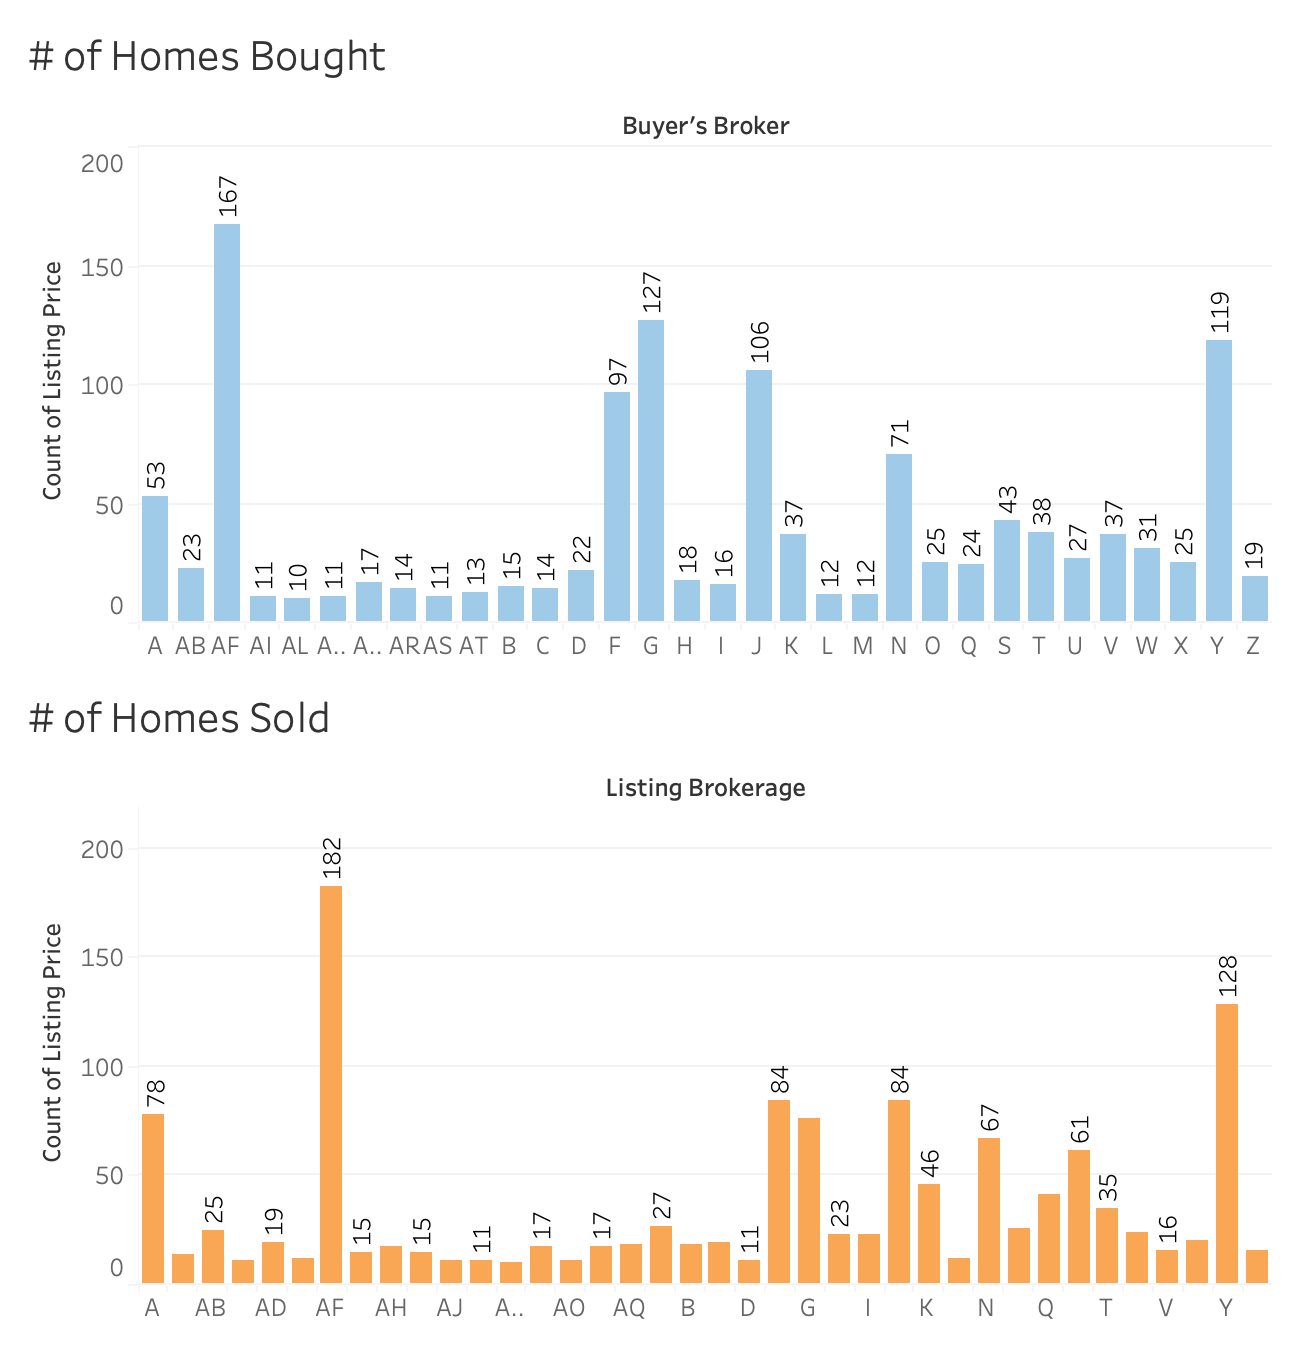 # of Homes Bought
Buyer's Broker
Count of Listing Price
200
150
100
50
0
53 23 167 11 10 11 17 14 11 13 15 14 22 97 127 18 16 106 37 12 12 71 25 24 43 38 27 37 31 25 119 19
A AB AF AI AL A.. A.. AR AS AT B C D F G H I J K L M N O Q S T U V W X Y Z
# of Homes Sold
Listing Brokerage
Count of Listing Price
200
150
100
50
0
78 25 19 182 15 15 11 17 17 27 11 84 23 84 46 67 61 35 16 128
A AB AD AF AH AJ A.. AO AQ B D G I K N Q T V Y